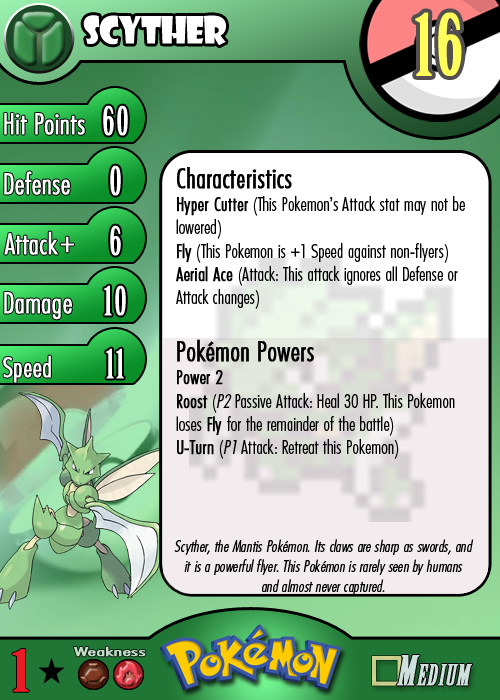 SCYTHER
16
Hit Points 60
Defense 0
Attack+ 6
Damage 10
Speed 11
Characteristics
Hyper Cutter (This Pokemon's Attack stat may not be
lowered)
Fly (This Pokemon is +1 Speed against non-flyers)
Aerial Ace (Attack: This attack ignores all Defense or
Attack changes)
Pokémon Powers
Power 2
Roost (P2 Passive Attack: Heal 30 HP. This Pokemon
loses Fly for the remainder of the battle)
U-Turn (P1 Attack: Retreat this Pokemon)
Scyther, the Mantis Pokémon. Its claws are sharp as swords, and
it is a powerful flyer. This Pokémon is rarely seen by humans
and almost never captured.
1 ★
Weakness
POKéMON
MEDIUM